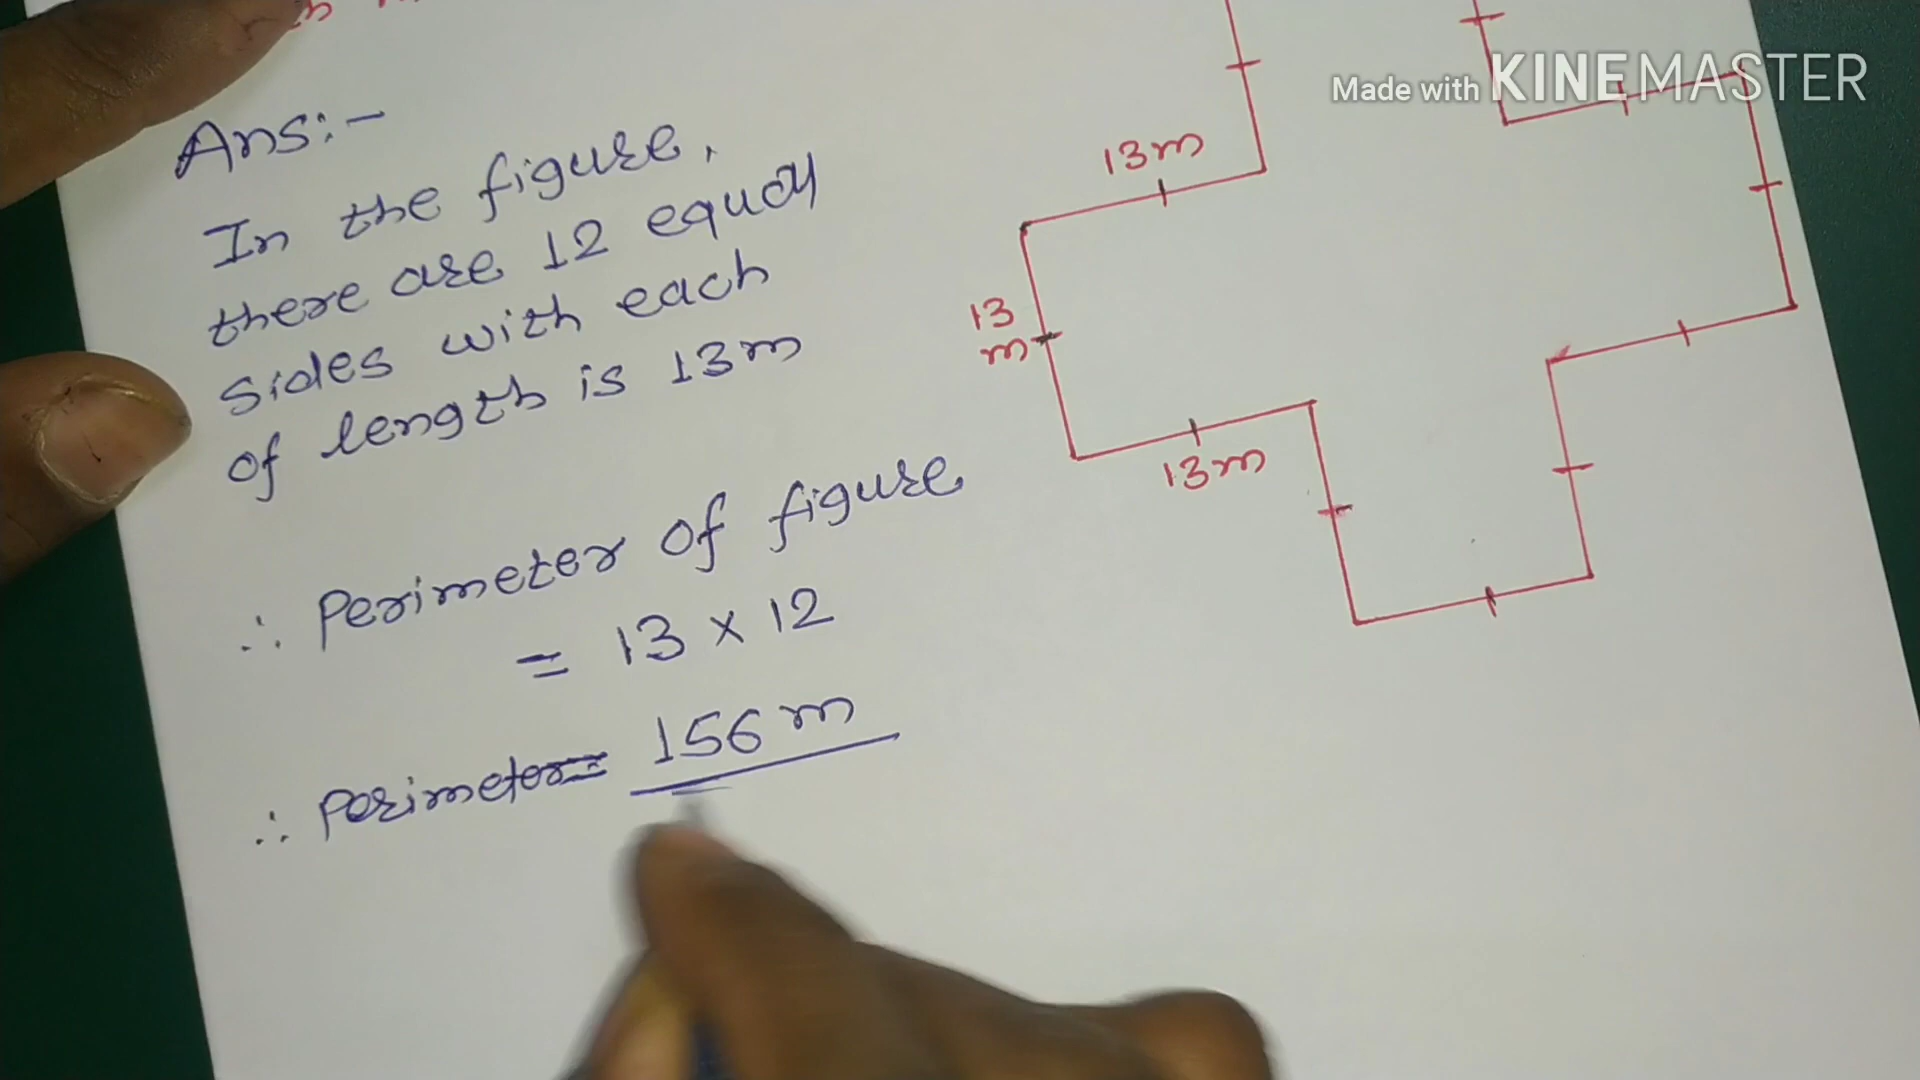 Made with KINEMASTER
Ans:-
In the figure,
there are 12 equal
sides with each
of length is 13m
∴ Perimeter of figure
= 13 × 12
∴ Perimeter= 156 m
13m
13
m
13m